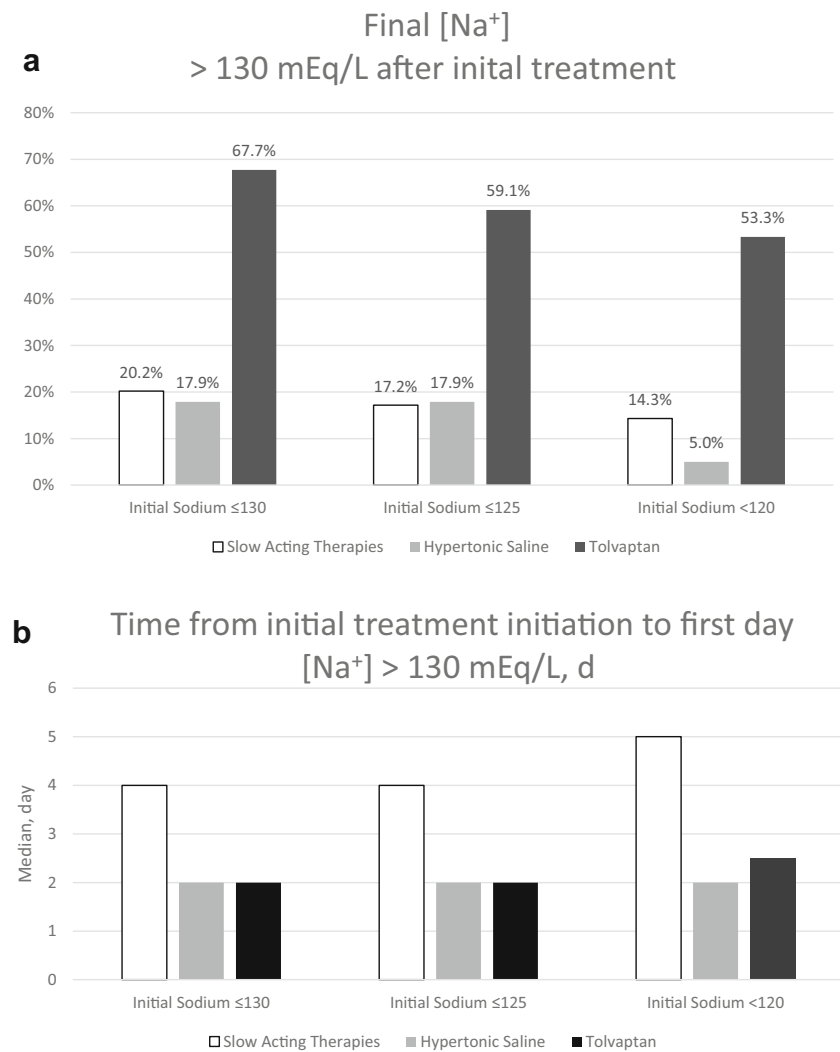 a
Final [Na⁺]
> 130 mEq/L after inital treatment
80%
70%
60%
50%
40%
30%
20%
10%
0%
20.2%
17.9%
67.7%
17.2%
17.9%
59.1%
14.3%
5.0%
53.3%
Initial Sodium ≤130
Initial Sodium ≤125
Initial Sodium <120
Slow Acting Therapies
Hypertonic Saline
Tolvaptan
b
Time from initial treatment initiation to first day
[Na⁺] > 130 mEq/L, d
Median, day
6
5
4
3
2
1
0
Initial Sodium ≤130
Initial Sodium ≤125
Initial Sodium <120
Slow Acting Therapies
Hypertonic Saline
Tolvaptan